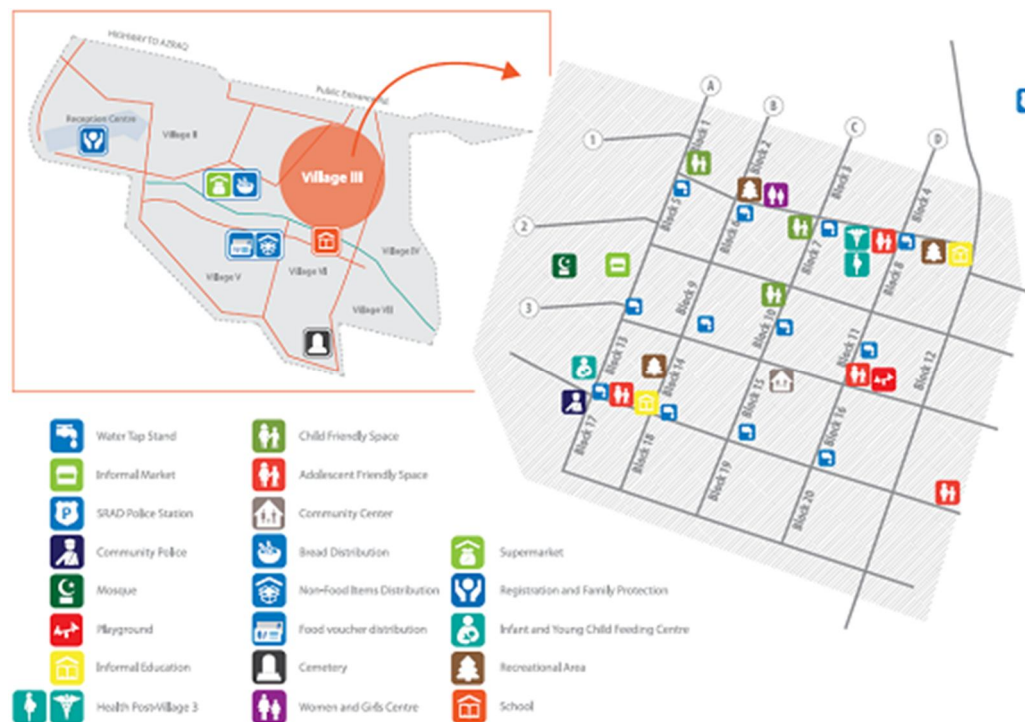 HIGHWAY TO AZRAQ
Public Entrance Rd
Reception Centre
Village II
Village III
Village IV
Village V
Village VI
Village VIII
A
B
C
D
1
2
3
Block 1
Block 2
Block 3
Block 4
Block 5
Block 6
Block 7
Block 8
Block 9
Block 10
Block 11
Block 12
Block 13
Block 14
Block 15
Block 16
Block 17
Block 18
Block 19
Block 20
Water Tap Stand
Informal Market
P
SRAD Police Station
Community Police
Mosque
Playground
Informal Education
Health Post-Village 3
Child Friendly Space
Adolescent Friendly Space
Community Center
Bread Distribution
Non-Food Items Distribution
Food voucher distribution
Cemetery
Women and Girls Centre
Supermarket
Registration and Family Protection
Infant and Young Child Feeding Centre
Recreational Area
School